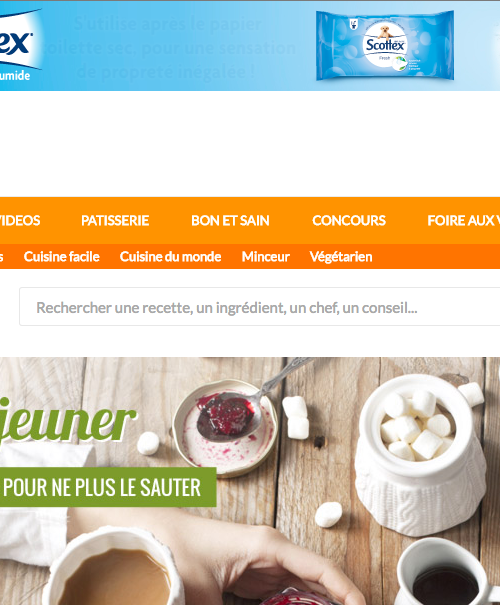 ex
umide
S'utilise après le papier
toilette pour une sensation
de propreté inégalée !
Scottex
Fresh
VIDEOS PATISSERIE BON ET SAIN CONCOURS FOIRE AUX V
s Cuisine facile Cuisine du monde Minceur Végétarien
Rechercher une recette, un ingrédient, un chef, un conseil...
jeuner
POUR NE PLUS LE SAUTER